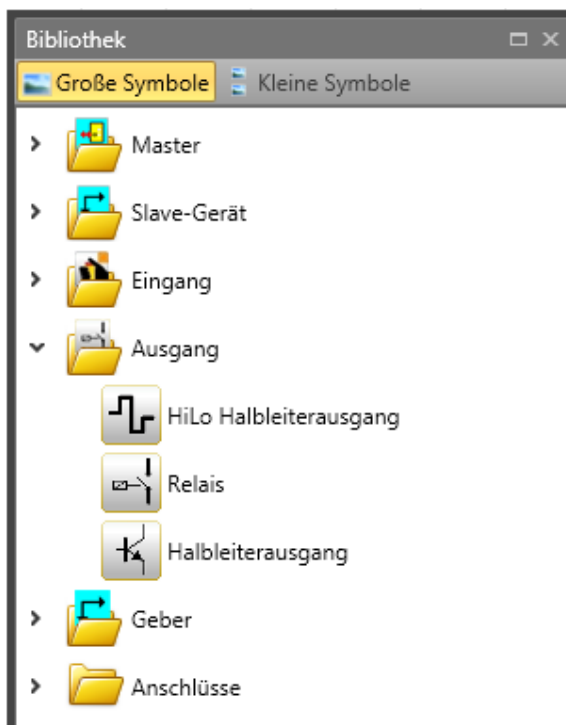 Bibliothek
Große Symbole Kleine Symbole
Master
Slave-Gerät
Eingang
Ausgang
HiLo Halbleiterausgang
Relais
Halbleiterausgang
Geber
Anschlüsse